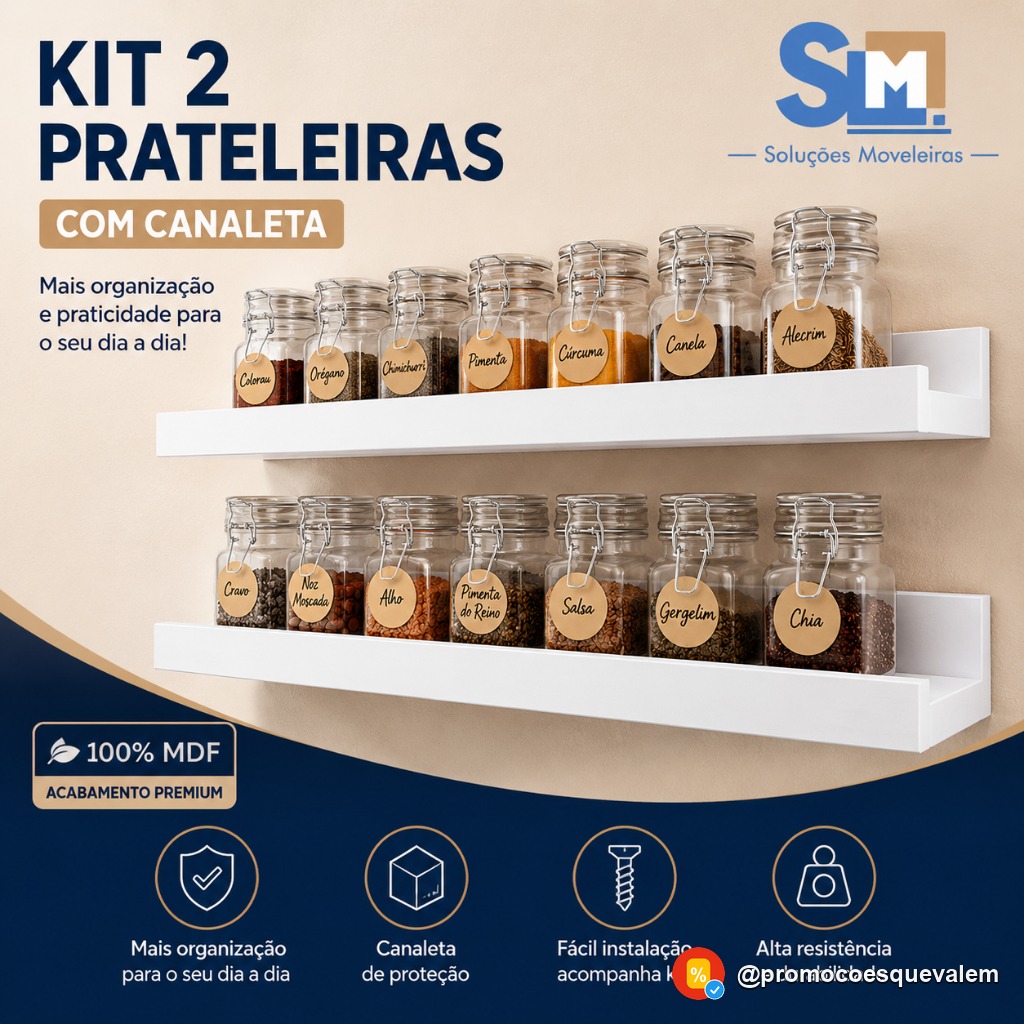 KIT 2
PRATELEIRAS
COM CANALETA
Mais organização
e praticidade para
o seu dia a dia!
SLM.
Soluções Moveleiras
Colorau
Orégano
Chimichurri
Pimenta
Cúrcuma
Canela
Alecrim
Cravo
Noz
Moscada
Alho
Pimenta
do Reino
Salsa
Gergelim
Chia
100% MDF
ACABAMENTO PREMIUM
Mais organização
para o seu dia a dia
Canaleta
de proteção
Fácil instalação
acompanha
Alta resistência
%
@promocoesquevalem